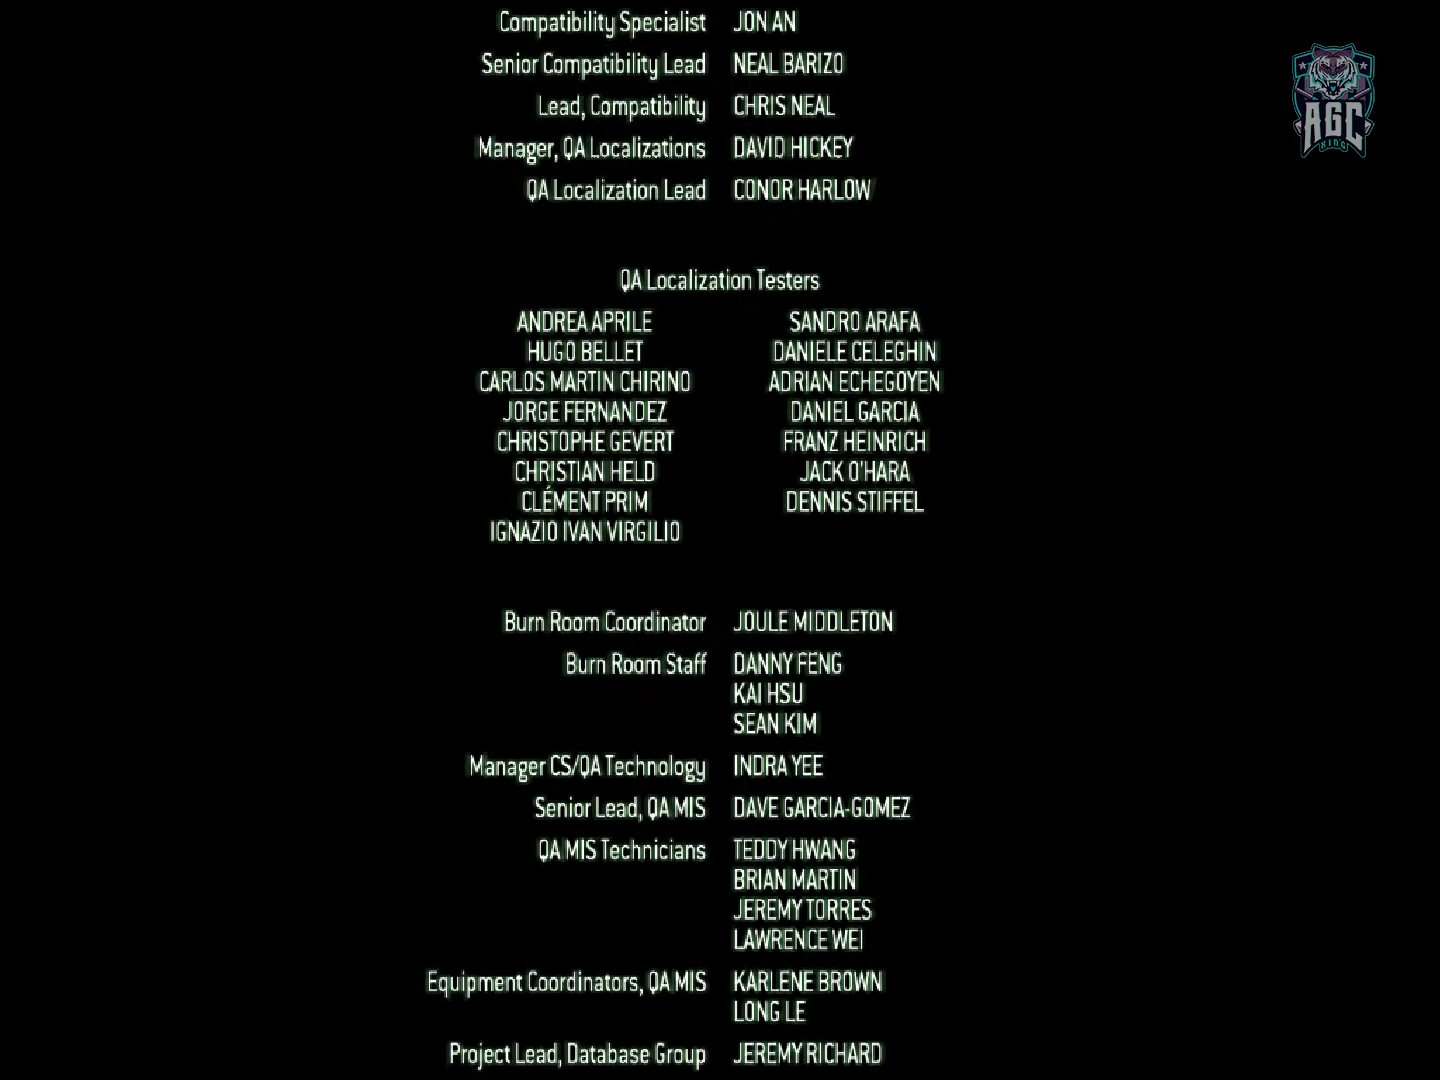 Compatibility Specialist JON AN
Senior Compatibility Lead NEAL BARIZO
Lead, Compatibility CHRIS NEAL
Manager, QA Localizations DAVID HICKEY
QA Localization Lead CONOR HARLOW
QA Localization Testers
ANDREA APRILE SANDRO ARAFA
HUGO BELLET DANIELE CELEGHIN
CARLOS MARTIN CHIRINO ADRIAN ECHEGOYEN
JORGE FERNANDEZ DANIEL GARCIA
CHRISTOPHE GEVERT FRANZ HEINRICH
CHRISTIAN HELD JACK O'HARA
CLÉMENT PRIM DENNIS STIFFEL
IGNAZIO IVAN VIRGILIO
Burn Room Coordinator JOULE MIDDLETON
Burn Room Staff DANNY FENG
KAI HSU
SEAN KIM
Manager CS/QA Technology INDRA YEE
Senior Lead, QA MIS DAVE GARCIA-GOMEZ
QA MIS Technicians TEDDY HWANG
BRIAN MARTIN
JEREMY TORRES
LAWRENCE WEI
Equipment Coordinators, QA MIS KARLENE BROWN
LONG LE
Project Lead, Database Group JEREMY RICHARD
AGC
KING